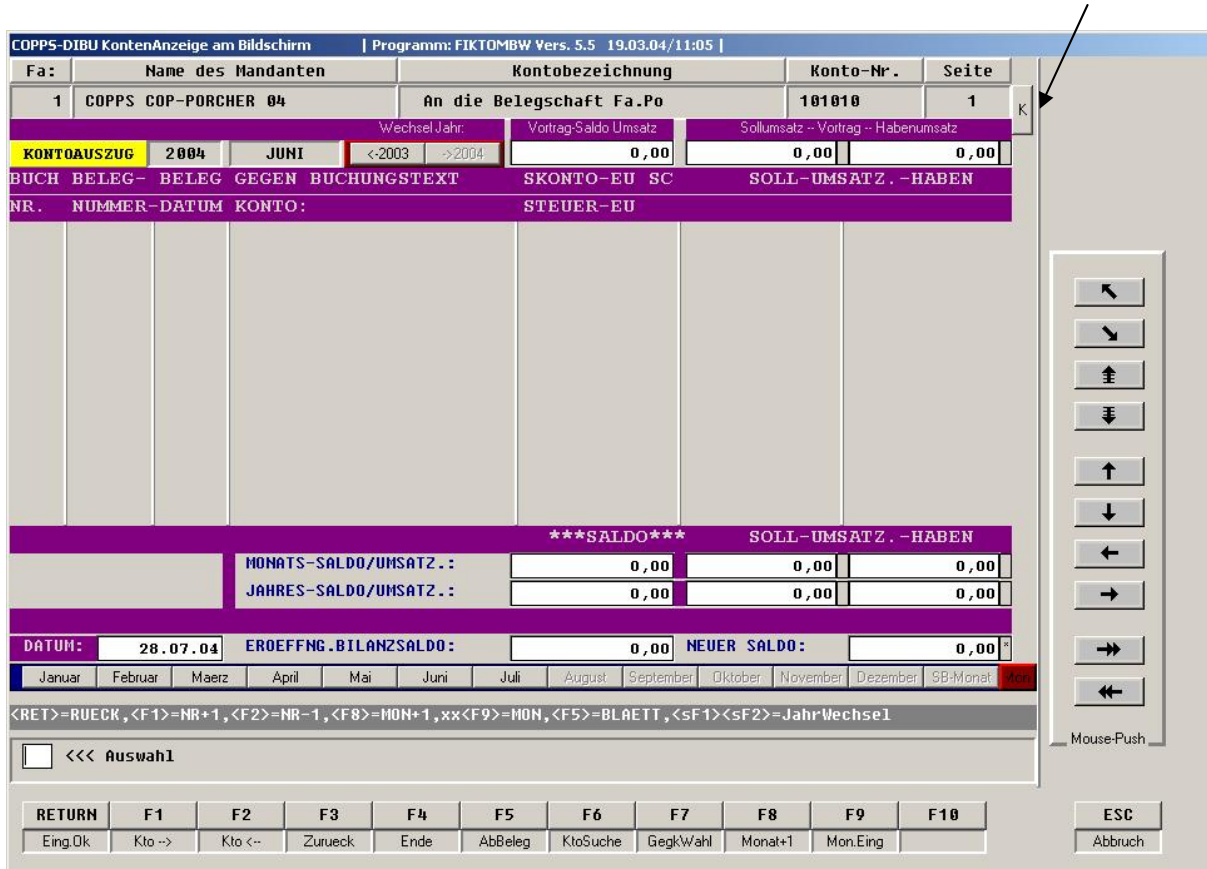 COPPS-DIBU KontenAnzeige am Bildschirm | Programm: FIKTOMBW Vers. 5.5 19.03.04/11:05 |
Fa: Name des Mandanten Kontobezeichnung Konto-Nr. Seite
1 COPPS COP-PORCHER 04 An die Belegschaft Fa.Po 101010 1 K
Wechsel Jahr: Vortrag-Saldo Umsatz Sollumsatz -- Vortrag -- Habenumsatz
KONTOAUSZUG 2004 JUNI <-2003 ->2004 0,00 0,00 0,00
BUCH BELEG- BELEG GEGEN BUCHUNGSTEXT SKONTO-EU SC SOLL-UMSATZ.-HABEN
NR. NUMMER-DATUM KONTO: STEUER-EU
***SALDO*** SOLL-UMSATZ.-HABEN
MONATS-SALDO/UMSATZ.: 0,00 0,00 0,00
JAHRES-SALDO/UMSATZ.: 0,00 0,00 0,00
DATUM: 28.07.04 EROEFFNG.BILANZSALDO: 0,00 NEUER SALDO: 0,00 *
Januar Februar Maerz April Mai Juni Juli August September Oktober November Dezember SB-Monat Mon
<RET>=RUECK,<F1>=NR+1,<F2>=NR-1,<F8>=MON+1,xx<F9>=MON,<F5>=BLAETT,<sF1><sF2>=JahrWechsel
<<< Auswahl
Mouse-Push
RETURN F1 F2 F3 F4 F5 F6 F7 F8 F9 F10 ESC
Eing.Ok Kto --> Kto <-- Zurueck Ende AbBeleg KtoSuche GegkWahl Monat+1 Mon.Eing Abbruch